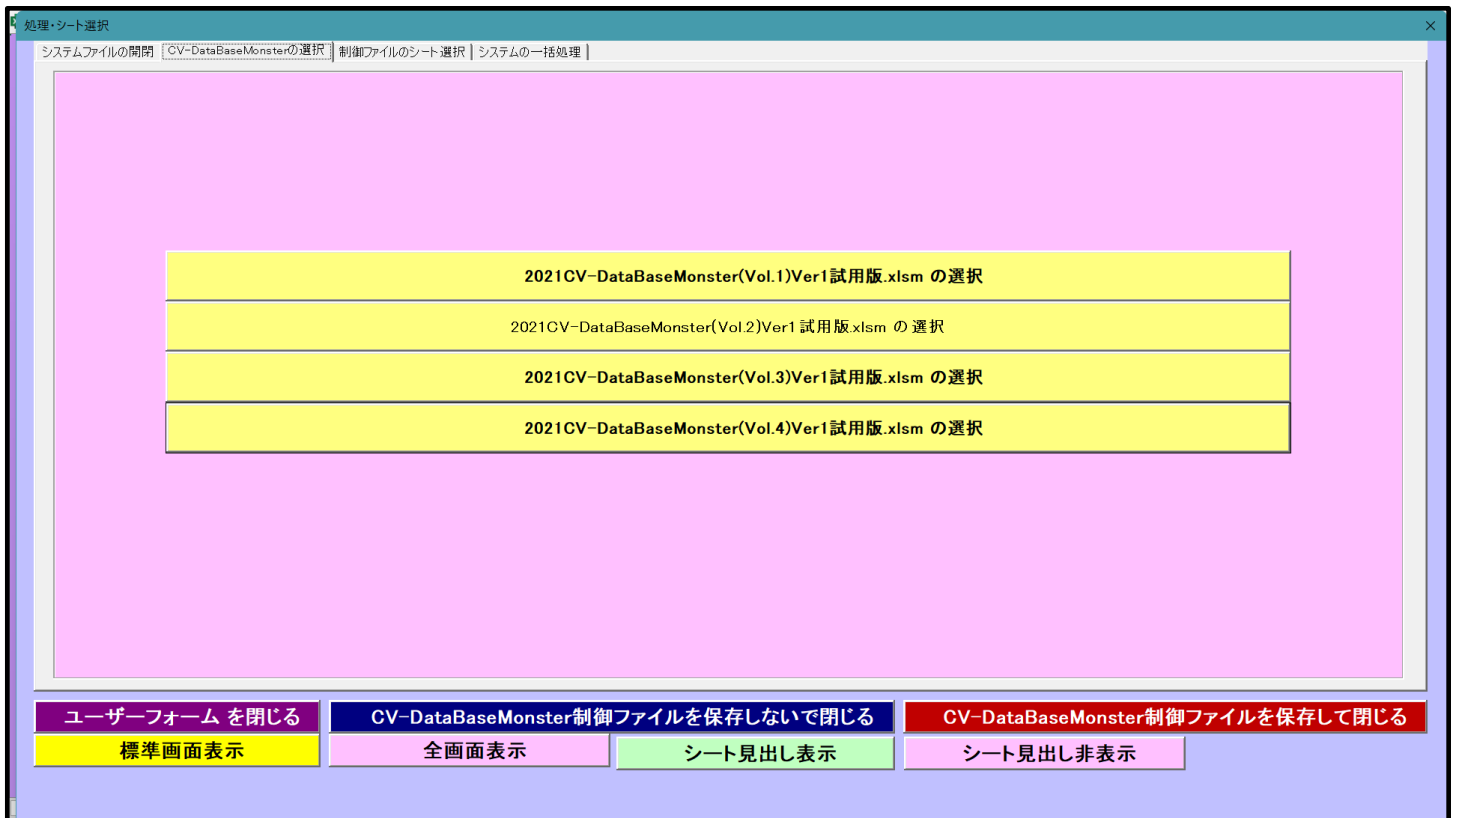 処理・シート選択
システムファイルの開閉 CV-DataBaseMonsterの選択 制御ファイルのシート選択 システムの一括処理
2021CV-DataBaseMonster(Vol.1)Ver1試用版.xlsm の選択
2021CV-DataBaseMonster(Vol.2)Ver1試用版.xlsm の選択
2021CV-DataBaseMonster(Vol.3)Ver1試用版.xlsm の選択
2021CV-DataBaseMonster(Vol.4)Ver1試用版.xlsm の選択
ユーザーフォーム を閉じる CV-DataBaseMonster制御ファイルを保存しないで閉じる CV-DataBaseMonster制御ファイルを保存して閉じる
標準画面表示 全画面表示 シート見出し表示 シート見出し非表示